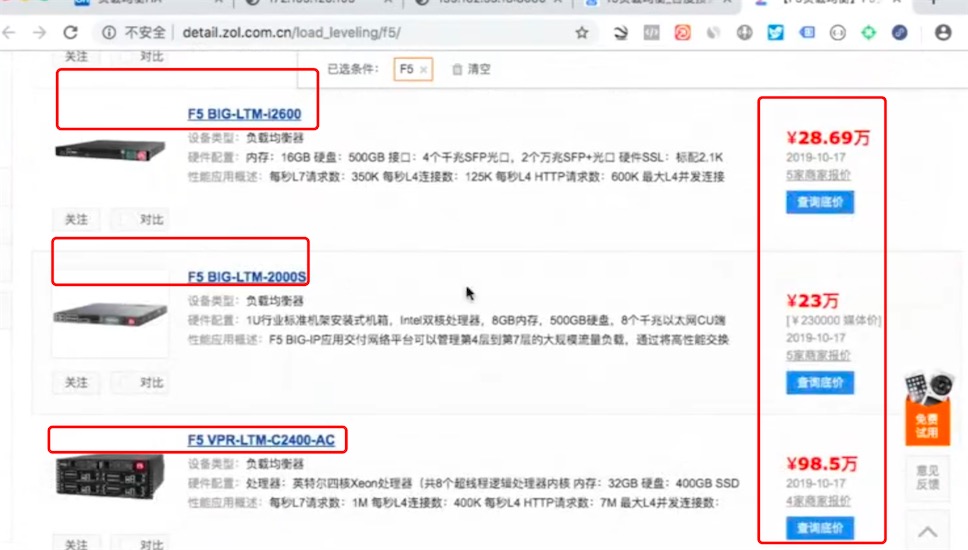 不安全 detail.zol.com.cn/load_leveling/f5/
关注 对比
已选条件： F5 × 清空
F5 BIG-LTM-i2600
设备类型： 负载均衡器
硬件配置： 内存：16GB 硬盘：500GB 接口：4个千兆SFP光口，2个万兆SFP+光口 硬件SSL：标配2.1K
性能应用概述： 每秒L7请求数：350K 每秒L4连接数：125K 每秒L4 HTTP请求数：600K 最大L4并发连接
¥28.69万
2019-10-17
5家商家报价
查询底价
关注 对比
F5 BIG-LTM-2000S
设备类型： 负载均衡器
硬件配置： 1U行业标准机架安装式机箱，Intel双核处理器，8GB内存，500GB硬盘，8个千兆以太网CU端
性能应用概述： F5 BIG-IP应用交付网络平台可以管理第4层到第7层的大规模流量负载，通过将高性能交换
¥23万
[￥230000 媒体价]
2019-10-17
5家商家报价
查询底价
关注 对比
F5 VPR-LTM-C2400-AC
设备类型： 负载均衡器
硬件配置： 处理器：英特尔四核Xeon处理器（共8个超线程逻辑处理器内核 内存：32GB 硬盘：400GB SSD
性能应用概述： 每秒L7请求数：1M 每秒L4连接数：400K 每秒L4 HTTP请求数：7M 最大L4并发连接数：
¥98.5万
2019-10-17
4家商家报价
查询底价
关注 对比
免费
试用
意见
反馈